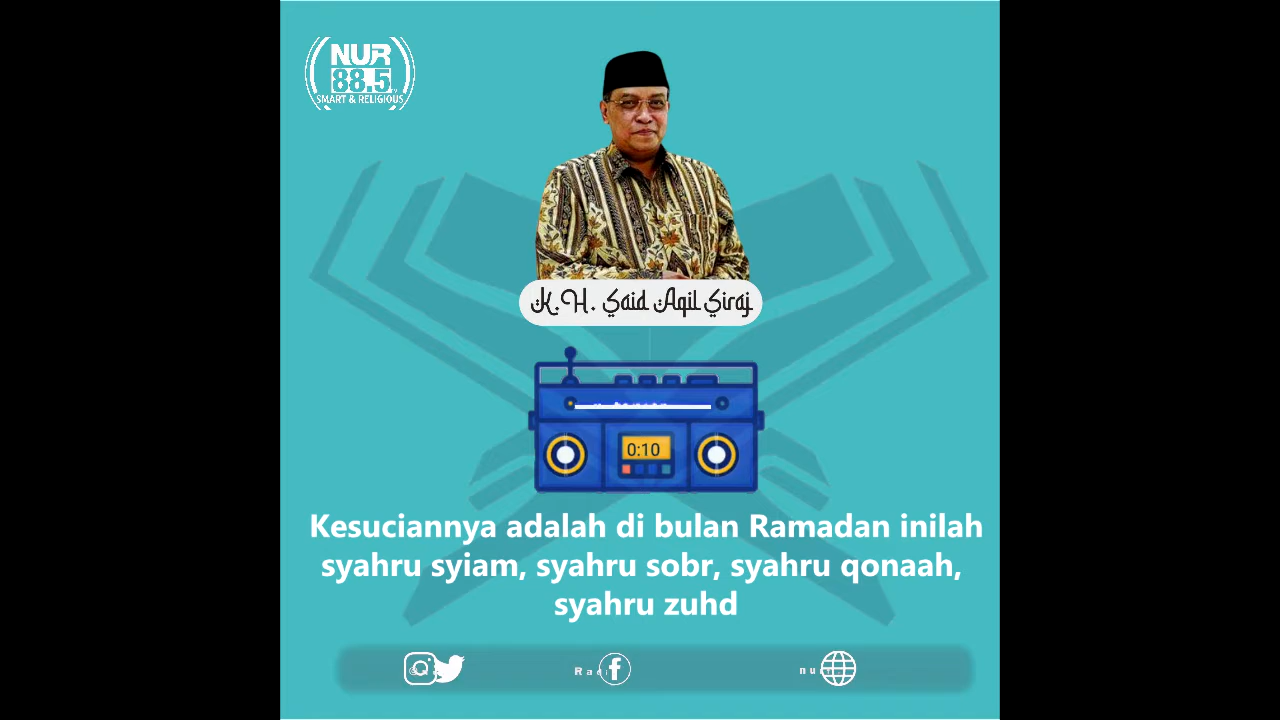 NUR
88.5
SMART & RELIGIOUS
K.H. Said Aqil Siraj
0:10
Kesuciannya adalah di bulan Ramadan inilah
syahru syiam, syahru sobr, syahru qonaah,
syahru zuhd